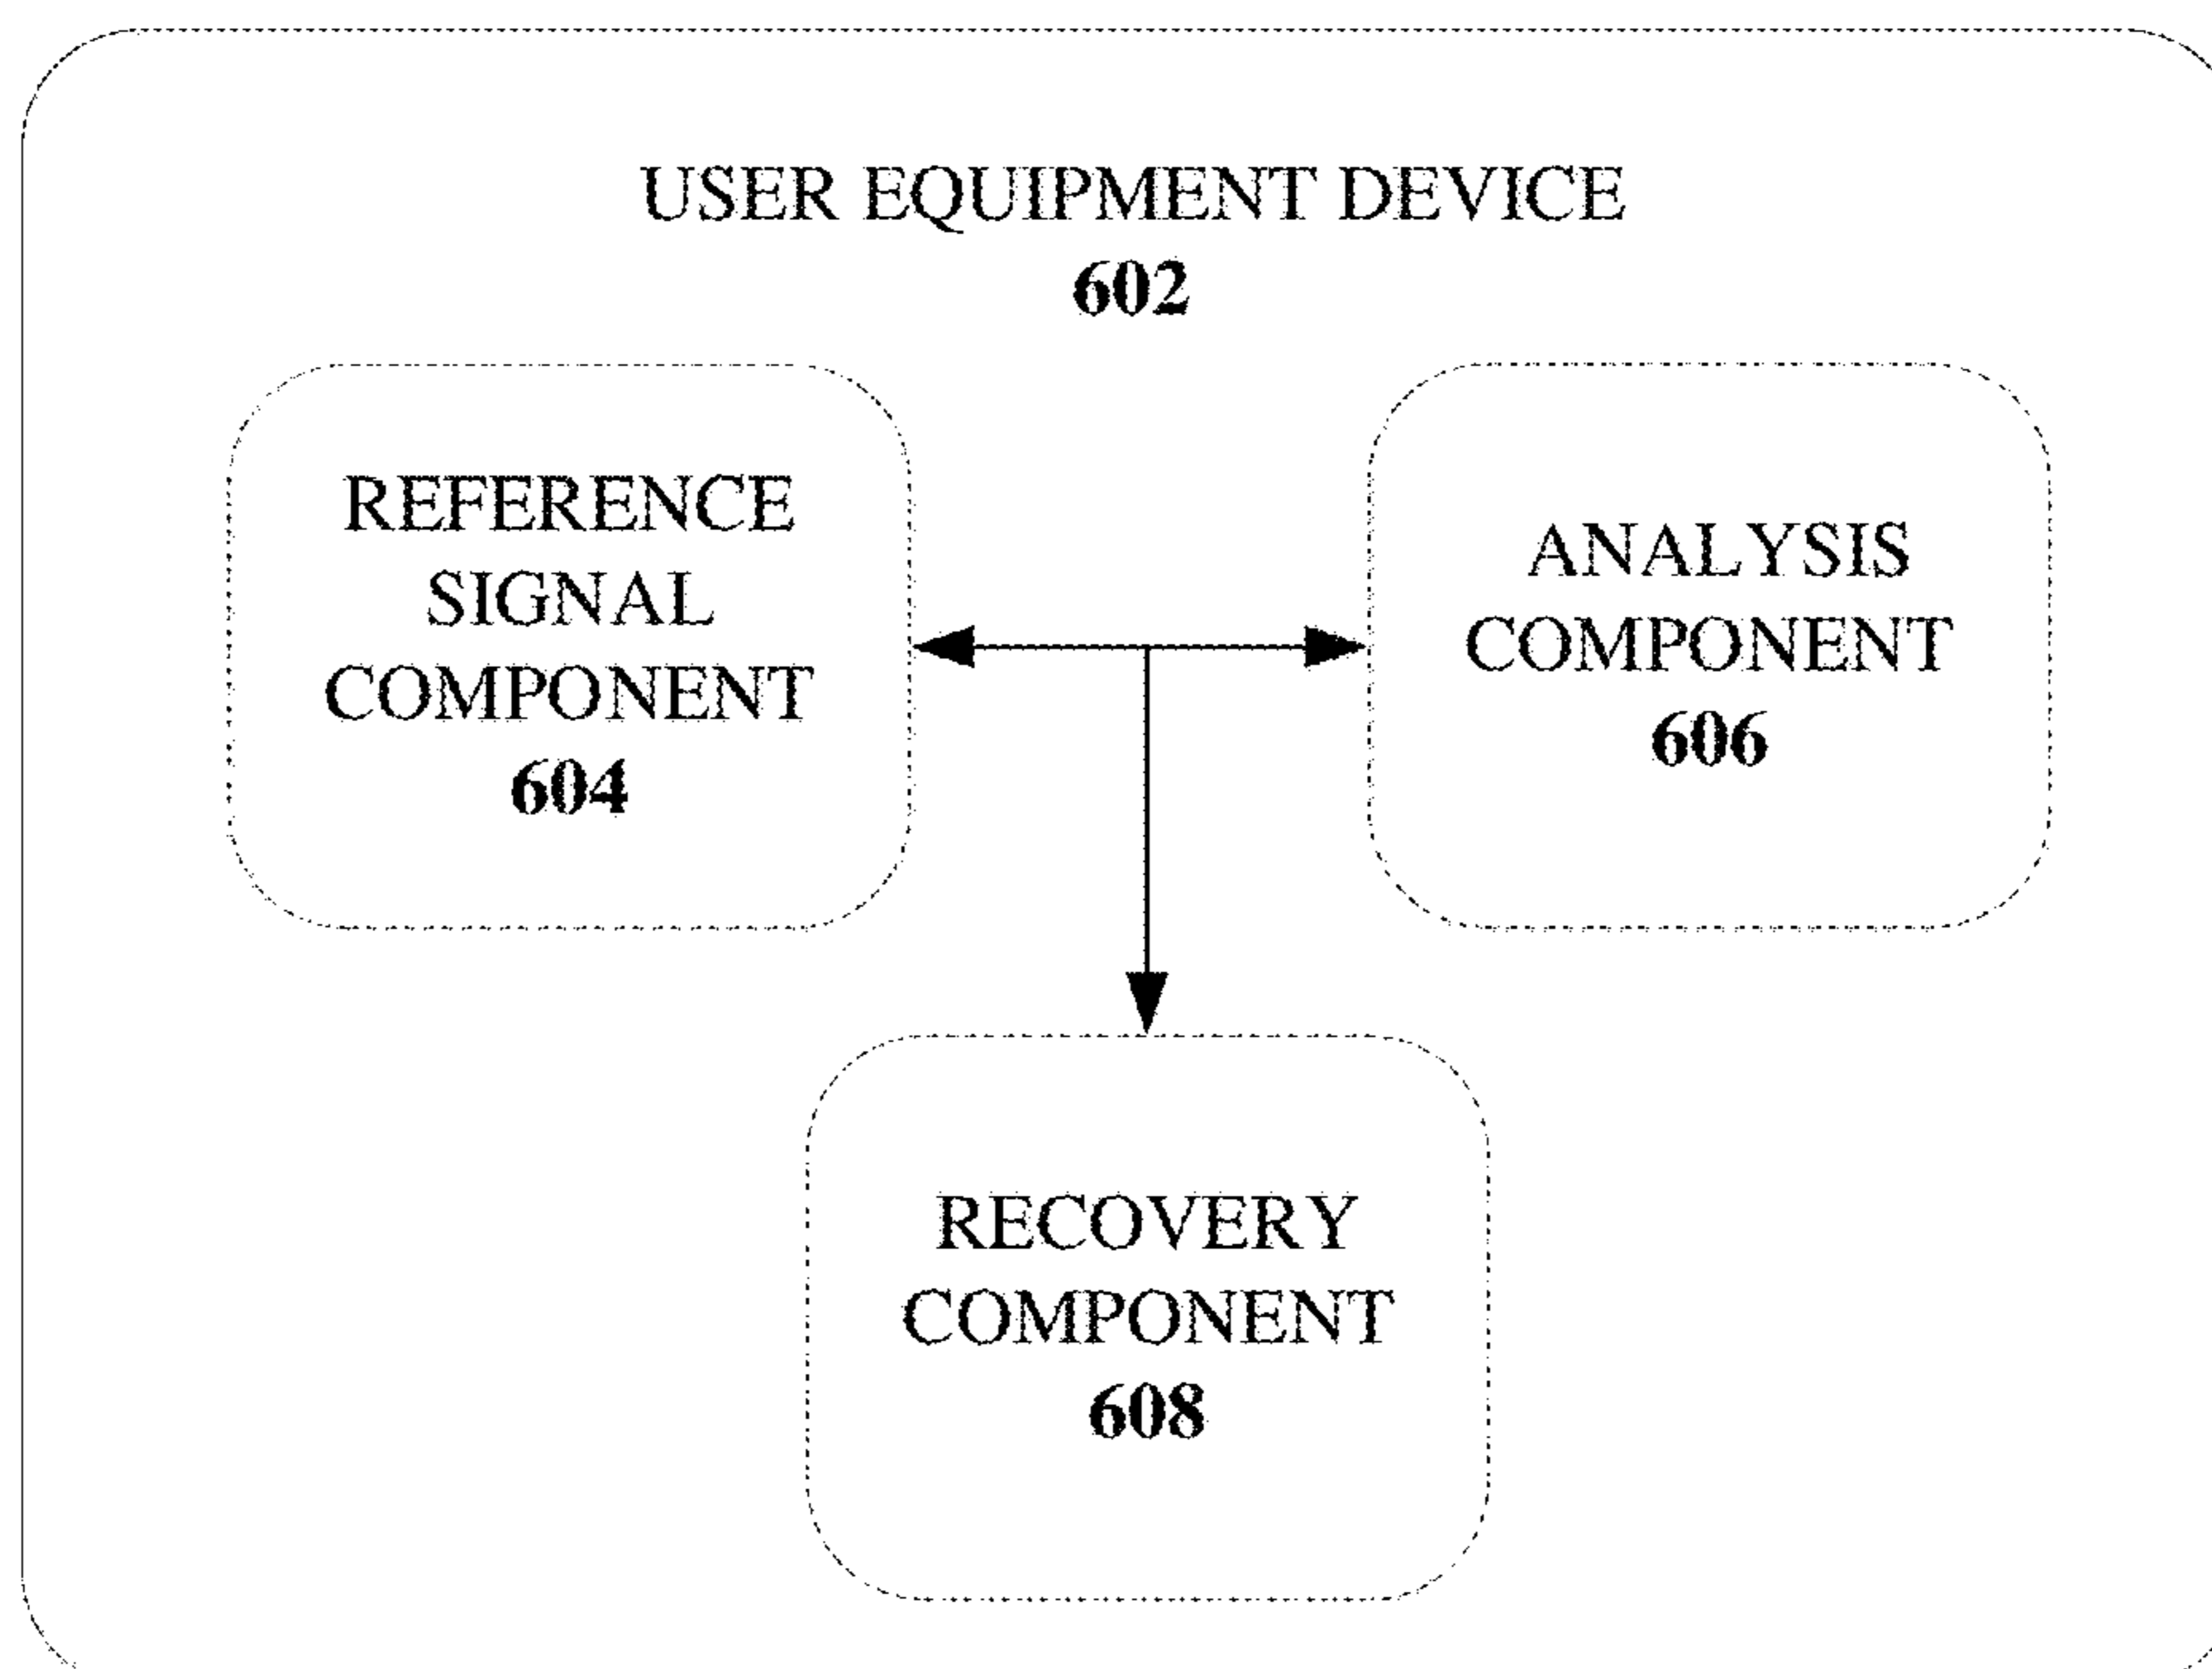 USER EQUIPMENT DEVICE
602
REFERENCE
SIGNAL
COMPONENT
604
ANALYSIS
COMPONENT
606
RECOVERY
COMPONENT
608